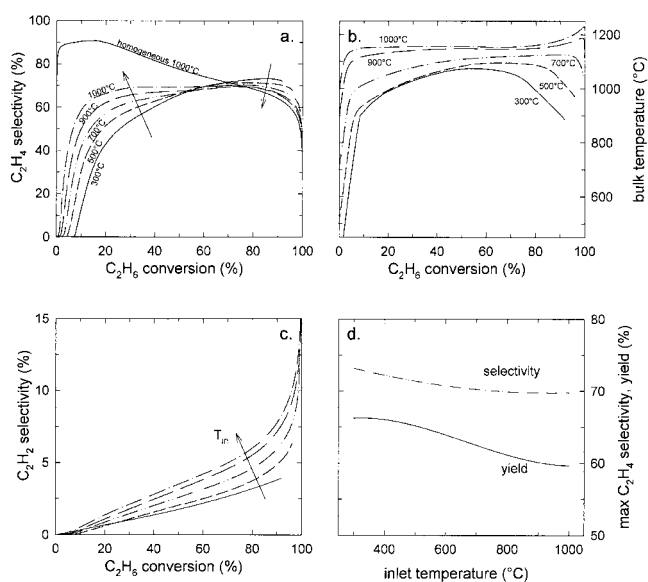 a.
C2H4 selectivity (%)
100
80
60
40
20
0
homogeneous 1000°C
1000°C
900°C
700°C
500°C
300°C
0 20 40 60 80 100
C2H6 conversion (%)
b.
1000°C
900°C
700°C
500°C
300°C
1200
1000
800
600
bulk temperature (°C)
0 20 40 60 80 100
C2H6 conversion (%)
c.
C2H2 selectivity (%)
15
10
5
0
Tin
0 20 40 60 80 100
C2H6 conversion (%)
d.
selectivity
yield
80
70
60
50
max C2H4 selectivity, yield (%)
400 600 800 1000
inlet temperature (°C)